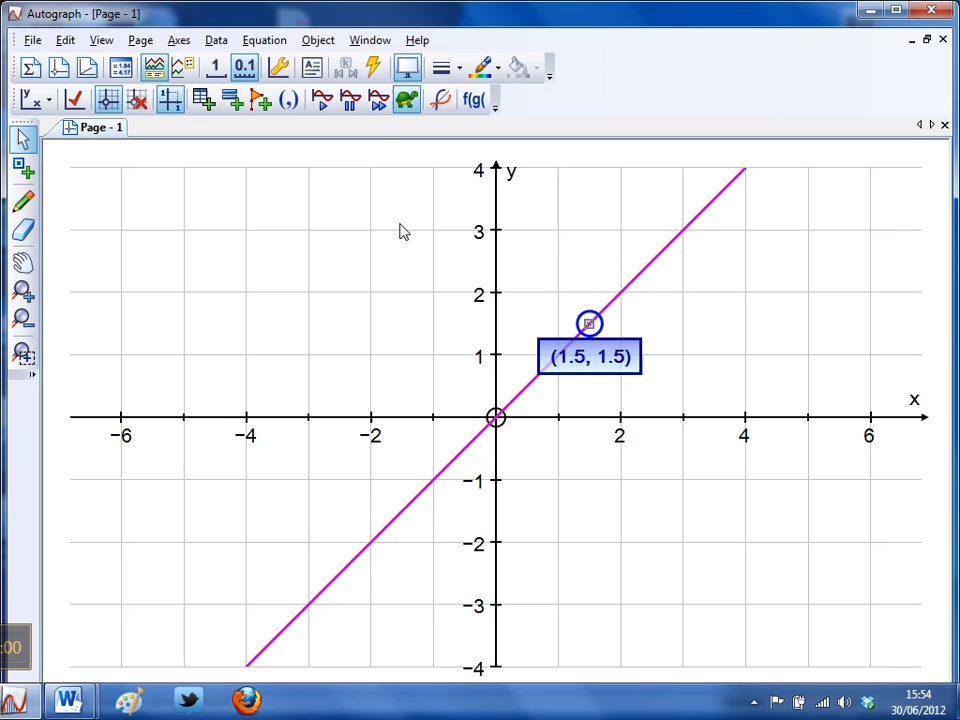 Autograph - [Page - 1]
File Edit View Page Axes Data Equation Object Window Help
1 0.1
y x f(g(
Page - 1
4 y
3
2
1
(1.5, 1.5)
x
−6 −4 −2 2 4 6
−1
−2
−3
−4
:00
15:54
30/06/2012